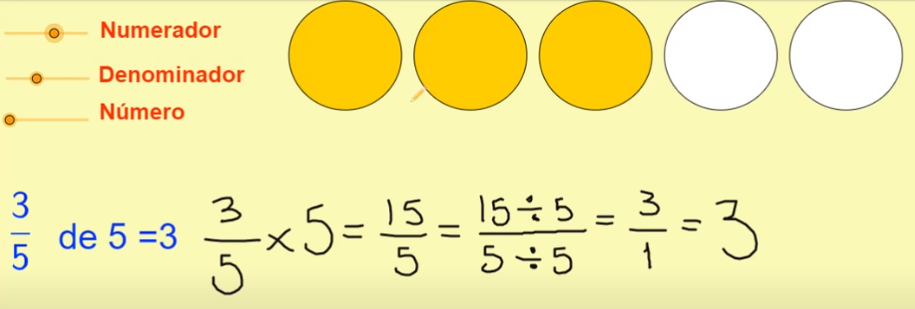 Numerador
Denominador
Número
3/5 de 5 =3 3/5 × 5 = 15/5 = 15÷5/5÷5 = 3/1 = 3